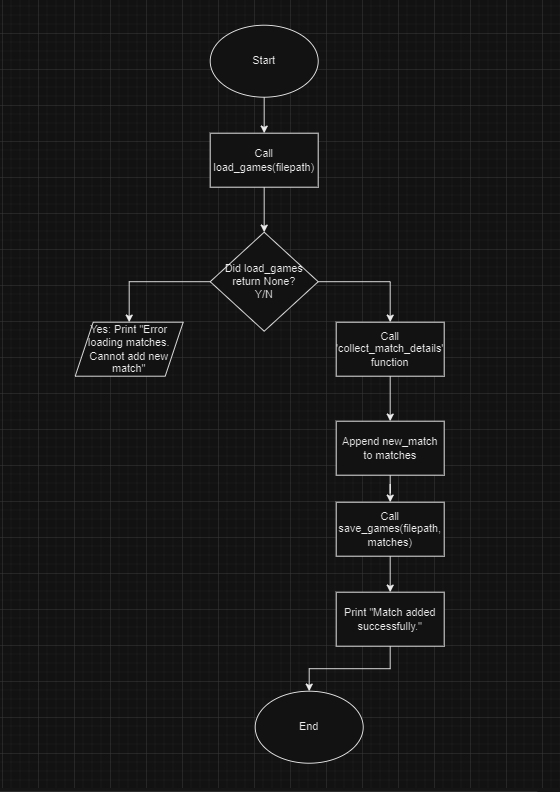 Start
Call
load_games(filepath)
Did load_games
return None?
Y/N
Yes: Print "Error
loading matches.
Cannot add new
match"
Call
'collect_match_details'
function
Append new_match
to matches
Call
save_games(filepath,
matches)
Print "Match added
successfully."
End